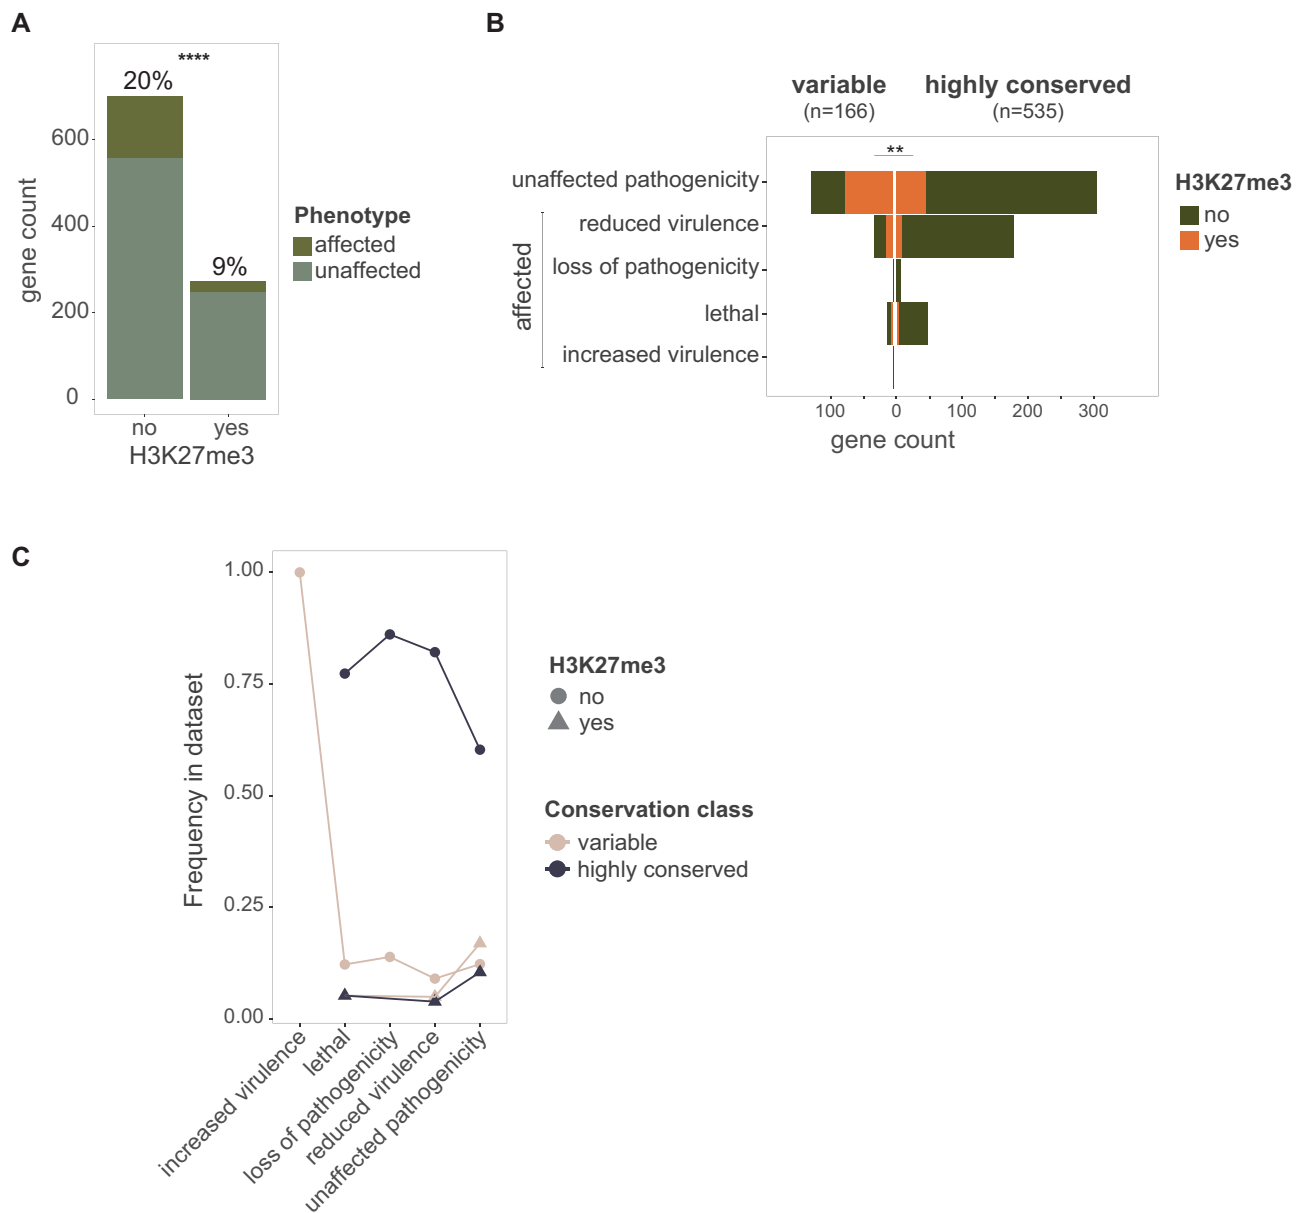 A
****
20%
9%
600
400
200
0
gene count
no
yes
H3K27me3
Phenotype
affected
unaffected
B
variable
highly conserved
(n=166)
(n=535)
**
unaffected pathogenicity
reduced virulence
loss of pathogenicity
lethal
increased virulence
affected
100
0
100
200
300
gene count
H3K27me3
no
yes
C
1.00
0.75
0.50
0.25
0.00
Frequency in dataset
increased virulence
lethal
loss of pathogenicity
reduced virulence
unaffected pathogenicity
H3K27me3
no
yes
Conservation class
variable
highly conserved